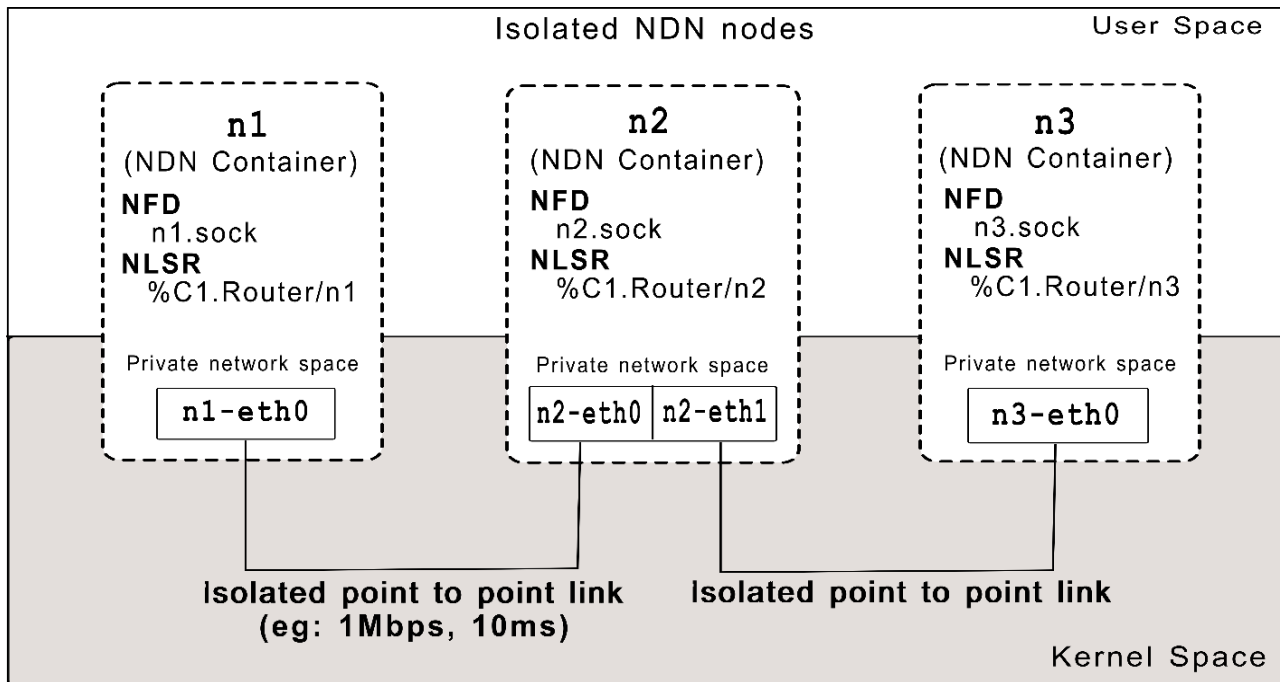 Isolated NDN nodes
User Space
n1
(NDN Container)
NFD
n1.sock
NLSR
%C1.Router/n1
Private network space
n1-eth0
n2
(NDN Container)
NFD
n2.sock
NLSR
%C1.Router/n2
Private network space
n2-eth0
n2-eth1
n3
(NDN Container)
NFD
n3.sock
NLSR
%C1.Router/n3
Private network space
n3-eth0
Isolated point to point link
(eg: 1Mbps, 10ms)
Isolated point to point link
Kernel Space